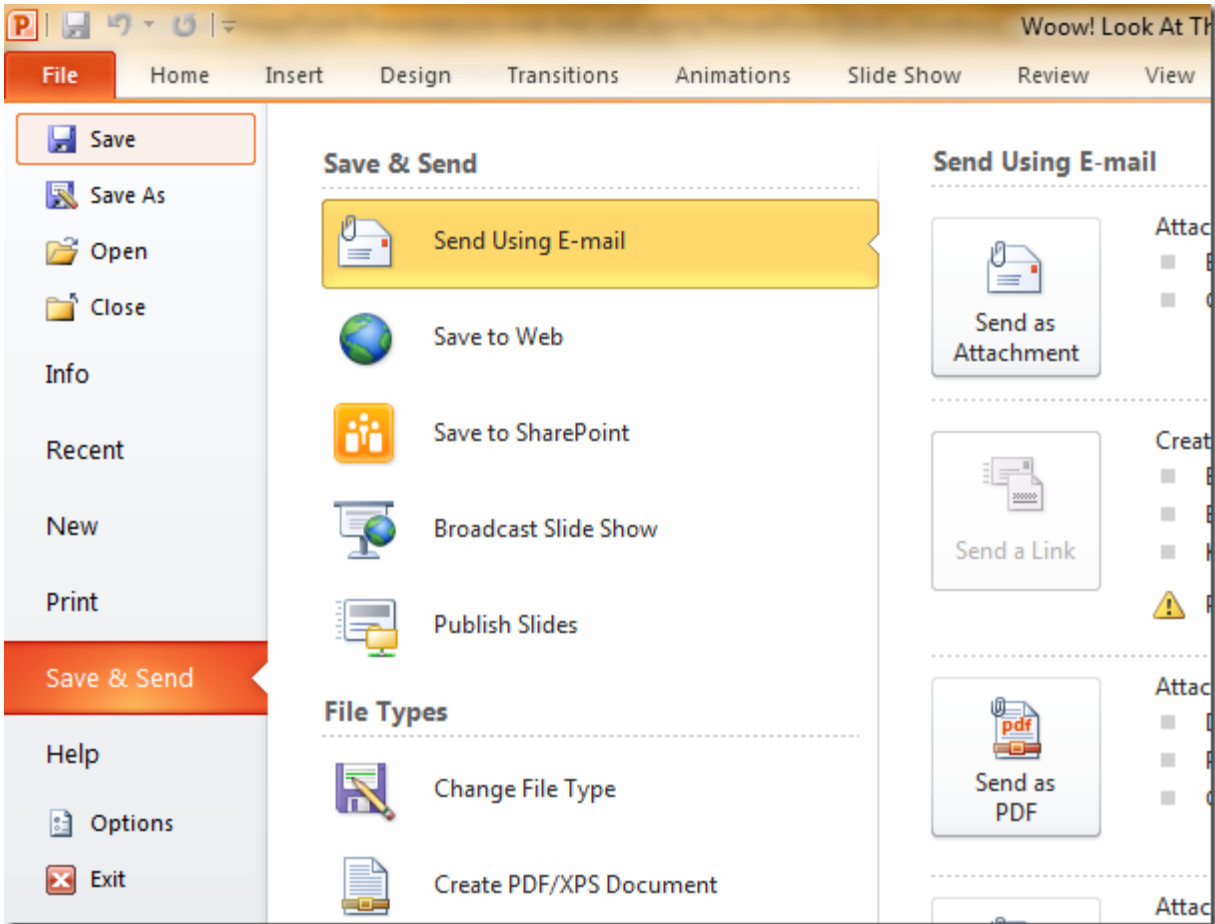 Woow! Look At Th
File Home Insert Design Transitions Animations Slide Show Review View
Save
Save As
Open
Close
Info
Recent
New
Print
Save & Send
Help
Options
Exit
Save & Send
Send Using E-mail
Save to Web
Save to SharePoint
Broadcast Slide Show
Publish Slides
File Types
Change File Type
Create PDF/XPS Document
Send Using E-mail
Send as
Attachment
Attac
Send a Link
Creat
Send as
PDF
Attac
pdf
Attac